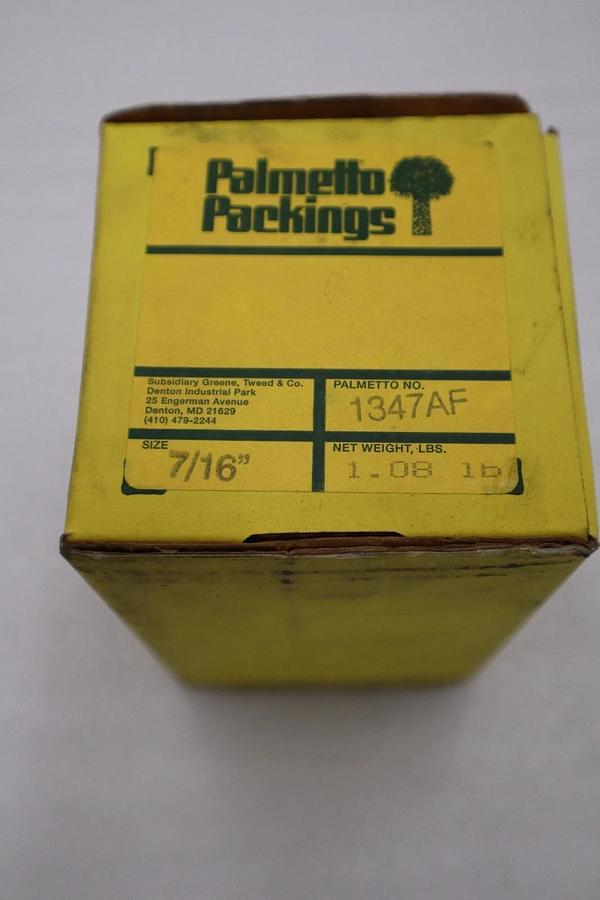 Palmetto
Packings
Subsidiary Greene, Tweed & Co.
Denton Industrial Park
25 Engerman Avenue
Denton, MD 21629
(410) 479-2244
PALMETTO NO.
1347AF
SIZE
7/16"
NET WEIGHT, LBS.
1.08 lb